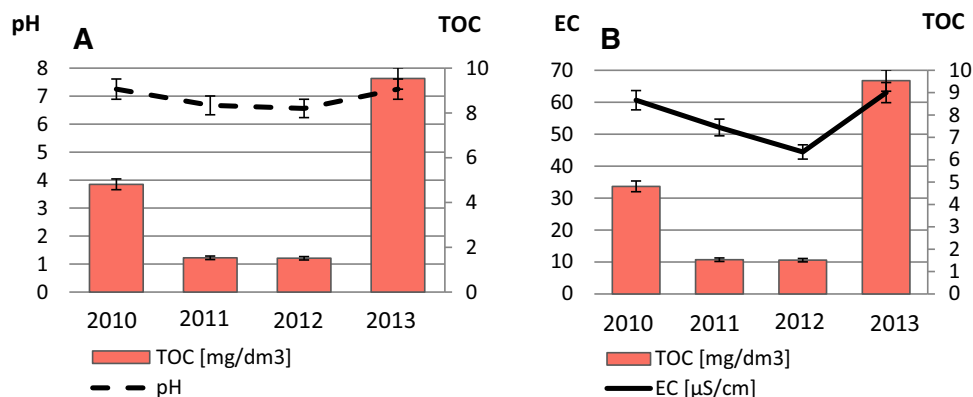 pH A TOC
8 10
7
6 8
5 6
4
3 4
2 2
1
0 0
2010 2011 2012 2013
TOC [mg/dm3]
pH
EC B TOC
70 10
60 9
50 8
40 7
30 6
20 5
10 4
0 3
2
1
0
2010 2011 2012 2013
TOC [mg/dm3]
EC [µS/cm]